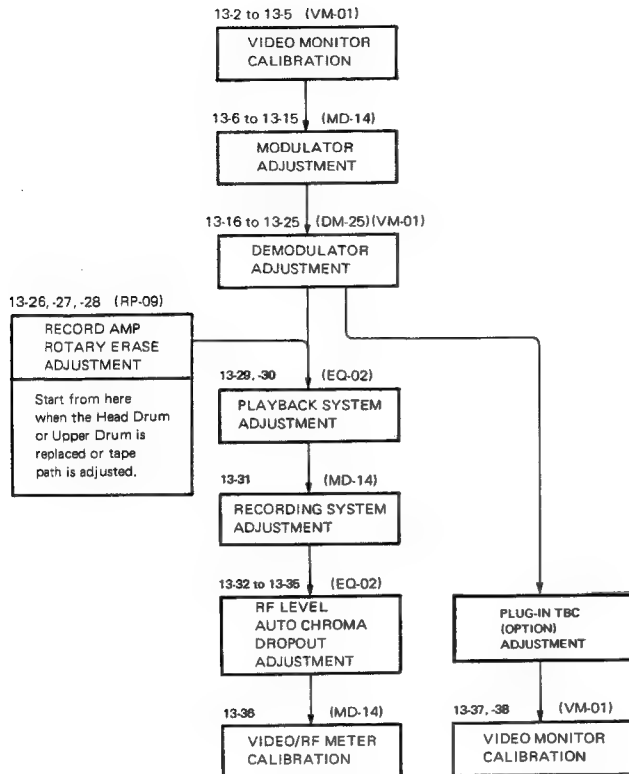 13-2 to 13-5 (VM-01)
VIDEO MONITOR
CALIBRATION
13-6 to 13-15 (MD-14)
MODULATOR
ADJUSTMENT
13-16 to 13-25 (DM-25)(VM-01)
DEMODULATOR
ADJUSTMENT
13-26, -27, -28 (RP-09)
RECORD AMP
ROTARY ERASE
ADJUSTMENT
Start from here
when the Head Drum
or Upper Drum is
replaced or tape
path is adjusted.
13-29, -30 (EQ-02)
PLAYBACK SYSTEM
ADJUSTMENT
13-31 (MD-14)
RECORDING SYSTEM
ADJUSTMENT
13-32 to 13-35 (EQ-02)
RF LEVEL
AUTO CHROMA
DROPOUT
ADJUSTMENT
PLUG-IN TBC
(OPTION)
ADJUSTMENT
13-36 (MD-14)
VIDEO/RF METER
CALIBRATION
13-37, -38 (VM-01)
VIDEO MONITOR
CALIBRATION